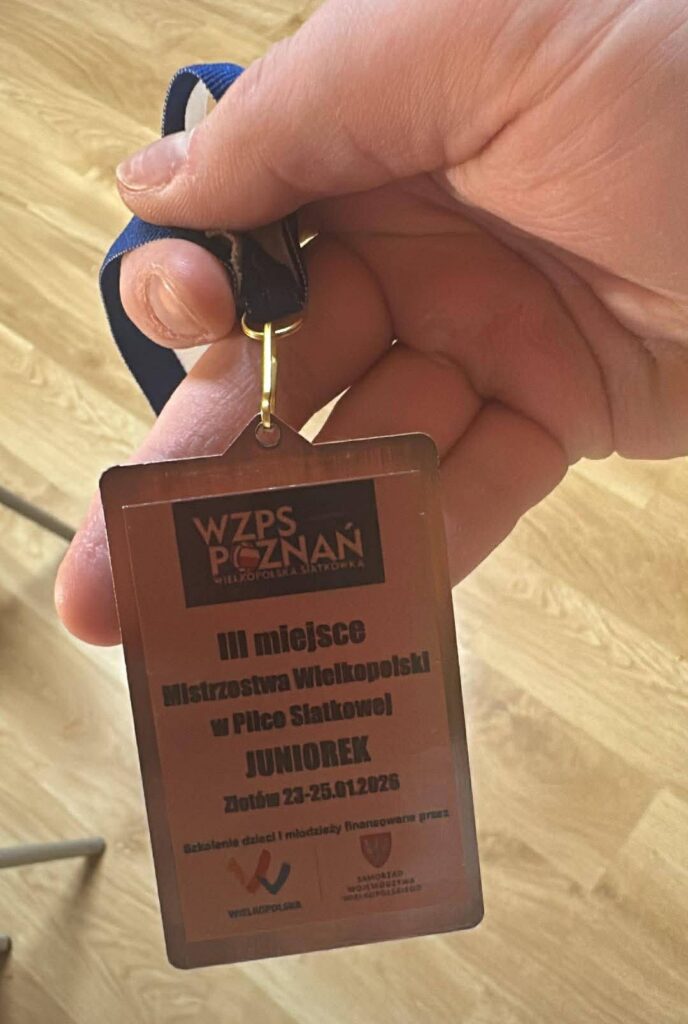 WZPS
POZNAŃ
WIELKOPOLSKA SIATKÓWKA
III miejsce
Mistrzostwa Wielkopolski
w Piłce Siatkowej
JUNIOREK
Złotów 23-25.01.2026
Szkolenie dzieci i młodzieży finansowane przez
WIELKOPOLSKA
SAMORZĄD
WOJEWÓDZTWA
WIELKOPOLSKIEGO